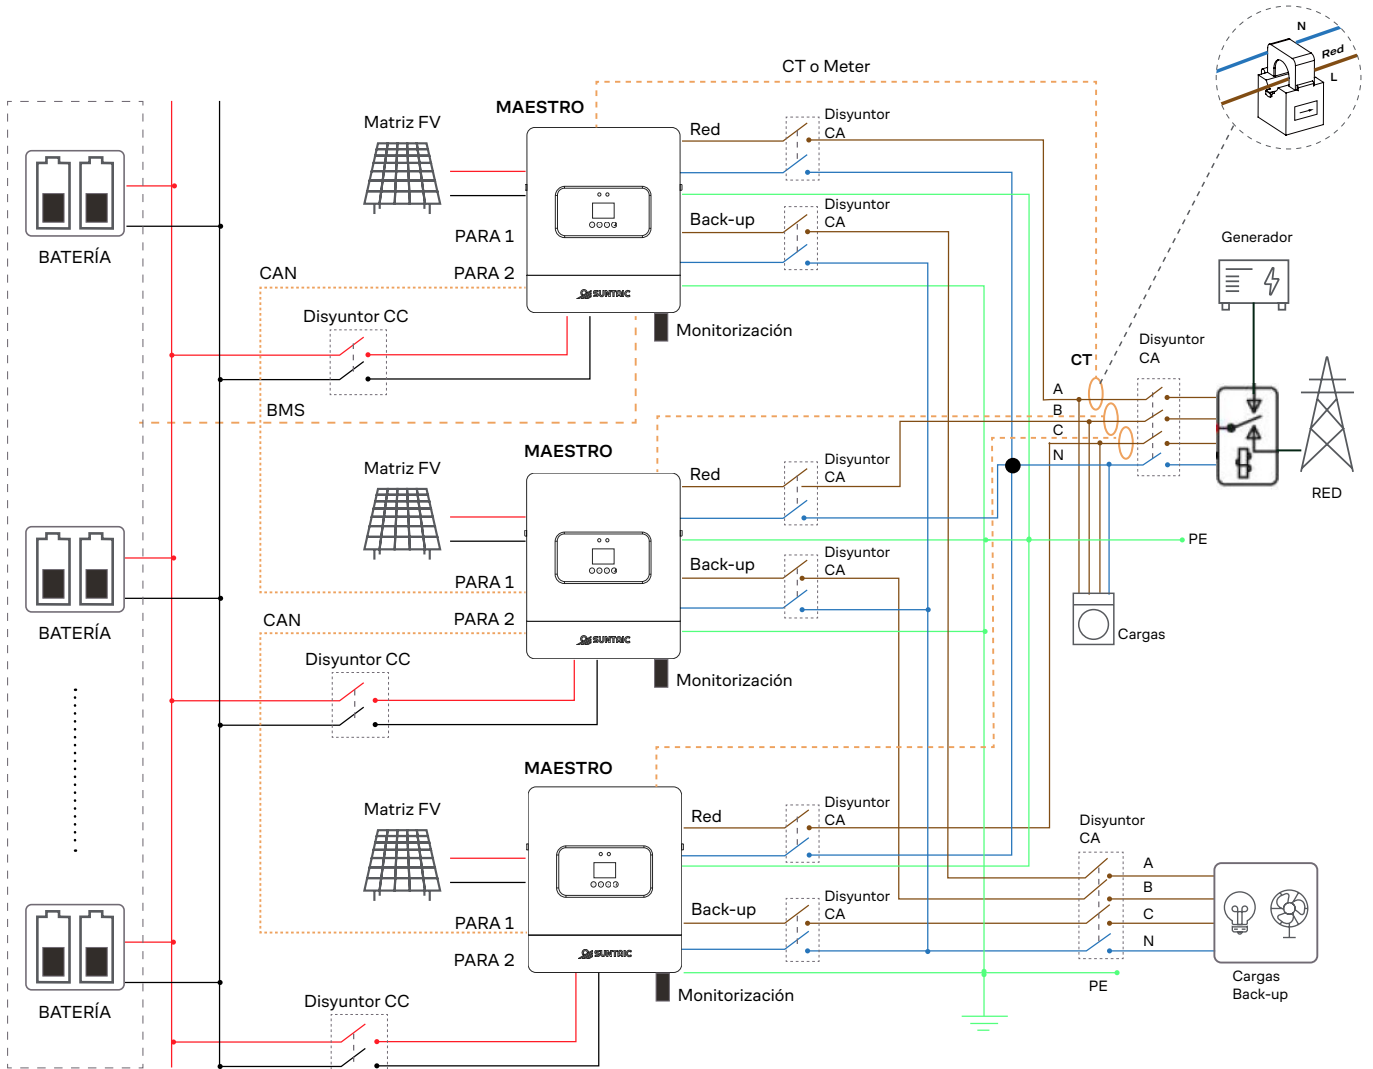 N
Red
L
CT o Meter
MAESTRO
Matriz FV
Red
Disyuntor
CA
Back-up
Disyuntor
CA
PARA 1
PARA 2
SUNTRIC
Monitorización
BATERÍA
CAN
Disyuntor CC
BMS
Generador
Disyuntor
CA
CT
A
B
C
N
RED
PE
Cargas
MAESTRO
Matriz FV
Red
Disyuntor
CA
Back-up
Disyuntor
CA
PARA 1
PARA 2
SUNTRIC
Monitorización
BATERÍA
CAN
Disyuntor CC
MAESTRO
Matriz FV
Red
Disyuntor
CA
Back-up
Disyuntor
CA
PARA 1
PARA 2
SUNTRIC
Monitorización
BATERÍA
Disyuntor CC
Disyuntor
CA
A
B
C
N
PE
Cargas
Back-up